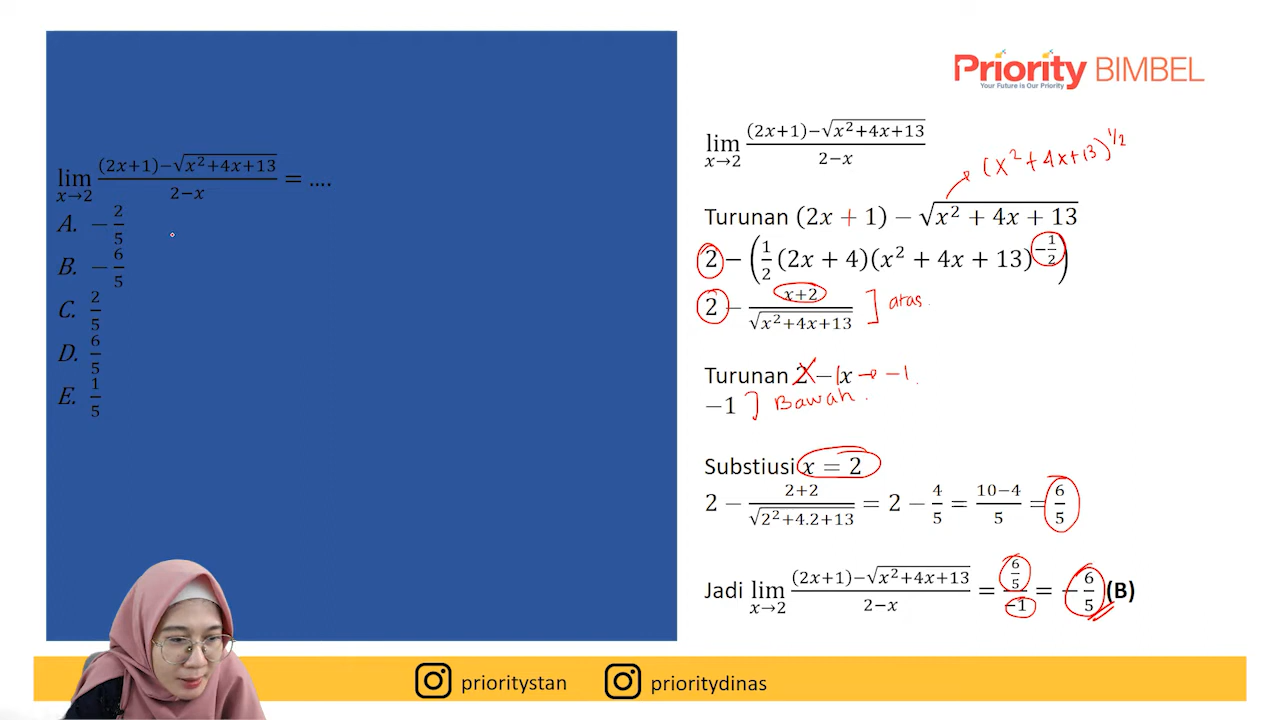 Priority BIMBEL
Your Future is Our Priority
lim x→2 (2x+1)−√(x²+4x+13) / 2−x = ....
A. −2/5
B. −6/5
C. 2/5
D. 6/5
E. 1/5
lim x→2 (2x+1)−√(x²+4x+13) / 2−x
(x²+4x+13)^1/2
Turunan (2x + 1) − √(x² + 4x + 13)
2 − (1/2 (2x + 4)(x² + 4x + 13)^−1/2)
2 − x+2 / √(x²+4x+13) ] atas.
Turunan 2 − 1x → −1.
−1 ] Bawah.
Substiusi x = 2
2 − 2+2 / √(2²+4.2+13) = 2 − 4/5 = 10−4 / 5 = 6/5
Jadi lim x→2 (2x+1)−√(x²+4x+13) / 2−x = 6/5 / −1 = −6/5 (B)
prioritystan
prioritydinas